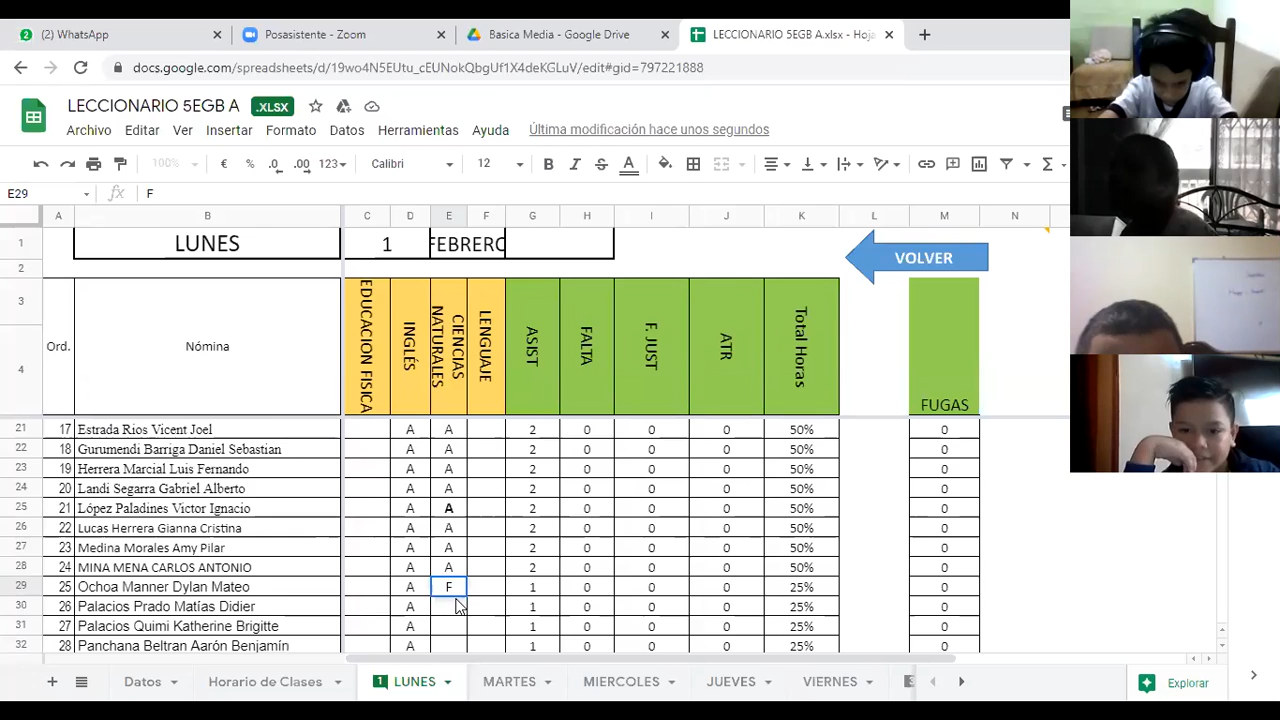 (2) WhatsApp
Posasistente - Zoom
Basica Media - Google Drive
LECCIONARIO 5EGB A.xlsx - Hoja
docs.google.com/spreadsheets/d/19wo4N5EUtu_cEUNokQbgUf1X4deKGLuV/edit#gid=797221888
LECCIONARIO 5EGB A .XLSX
Archivo Editar Ver Insertar Formato Datos Herramientas Ayuda Última modificación hace unos segundos
100% € % .0 .00 123 Calibri 12 B I S A Σ
E29 fx F
A B C D E F G H I J K L M N
1 LUNES 1 FEBRERO VOLVER
2
3 4 Ord. Nómina EDUCACION FISICA INGLÉS CIENCIAS NATURALES LENGUAJE ASIST FALTA F. JUST ATR Total Horas FUGAS
21 17 Estrada Rios Vicent Joel A A 2 0 0 0 50% 0
22 18 Gurumendi Barriga Daniel Sebastian A A 2 0 0 0 50% 0
23 19 Herrera Marcial Luis Fernando A A 2 0 0 0 50% 0
24 20 Landi Segarra Gabriel Alberto A A 2 0 0 0 50% 0
25 21 López Paladines Victor Ignacio A A 2 0 0 0 50% 0
26 22 Lucas Herrera Gianna Cristina A A 2 0 0 0 50% 0
27 23 Medina Morales Amy Pilar A A 2 0 0 0 50% 0
28 24 MINA MENA CARLOS ANTONIO A A 2 0 0 0 50% 0
29 25 Ochoa Manner Dylan Mateo A F 1 0 0 0 25% 0
30 26 Palacios Prado Matías Didier A 1 0 0 0 25% 0
31 27 Palacios Quimi Katherine Brigitte A 1 0 0 0 25% 0
32 28 Panchana Beltran Aarón Benjamín A 1 0 0 0 25% 0
Datos Horario de Clases 1 LUNES MARTES MIERCOLES JUEVES VIERNES Explorar